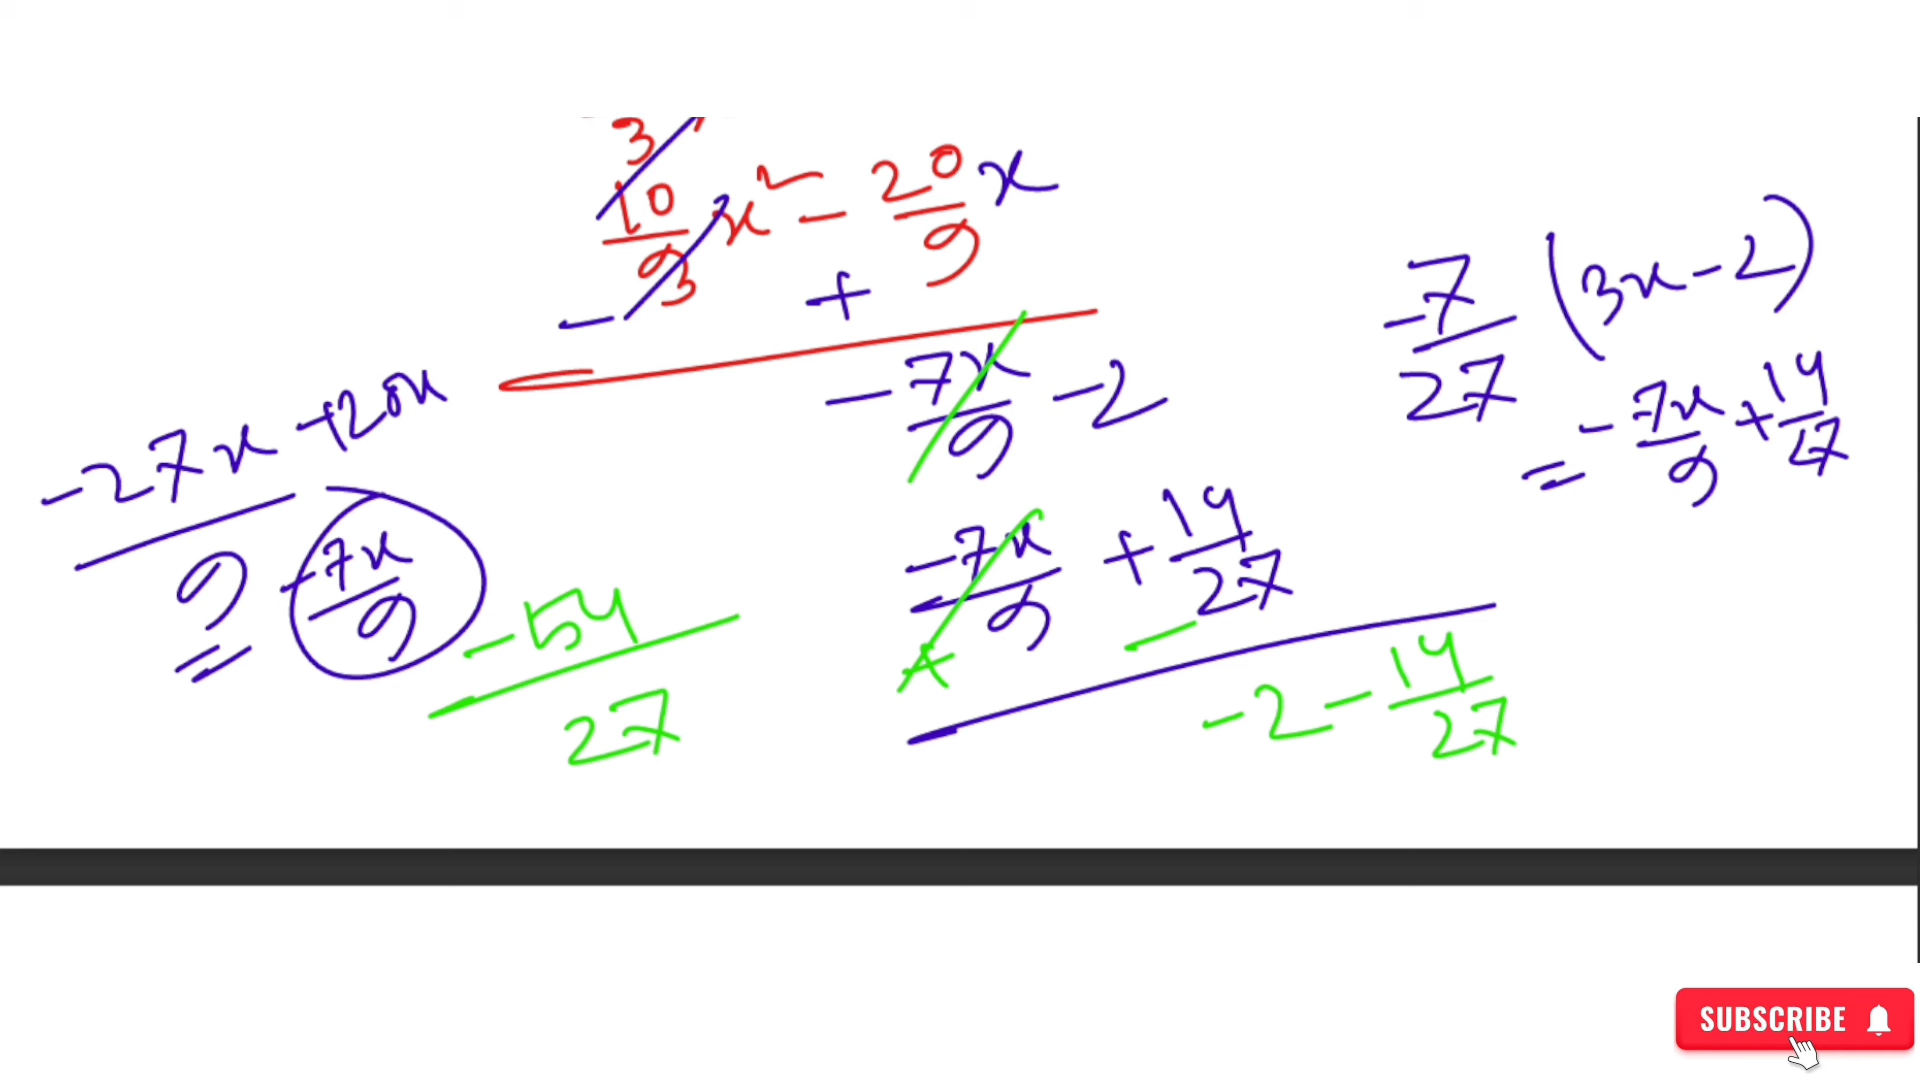 3
10/9 x² - 20/9 x
3
- +
-7x/9 - 2
-7/27 (3x-2)
= -7x/9 + 14/27
-27x+20x
9
= -7x/9
-7x/9 + 14/27
+ -
-54/27
-2 - 14/27
SUBSCRIBE